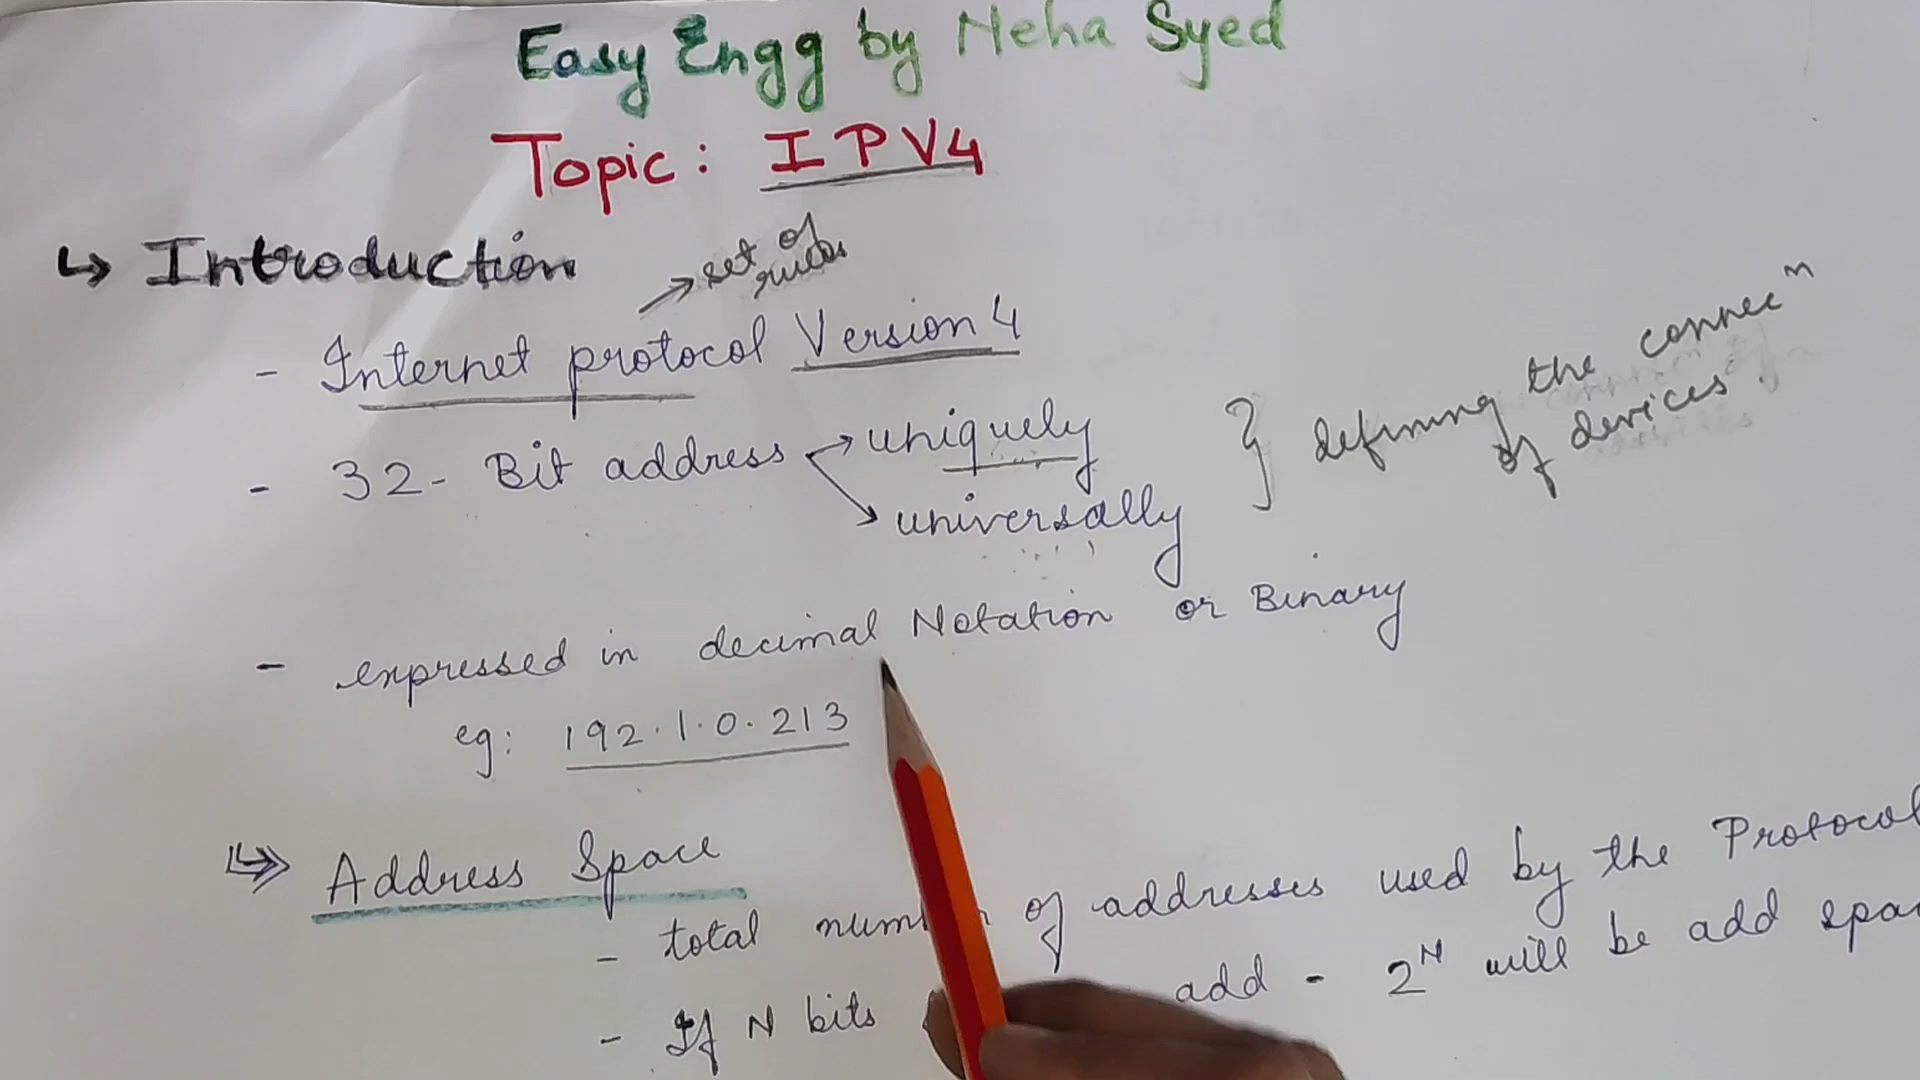 Easy Engg by Neha Syed
Topic: IPV4
↳ Introduction
→ set of rules
- Internet protocol Version 4
- 32- Bit address → uniquely
→ universally
} defining the connecⁿ
of devices.
- expressed in decimal Notation or Binary
eg: 192.1.0.213
↳ Address Space
- total of addresses used by the Protocol
- If N bits add - 2ᴺ will be add